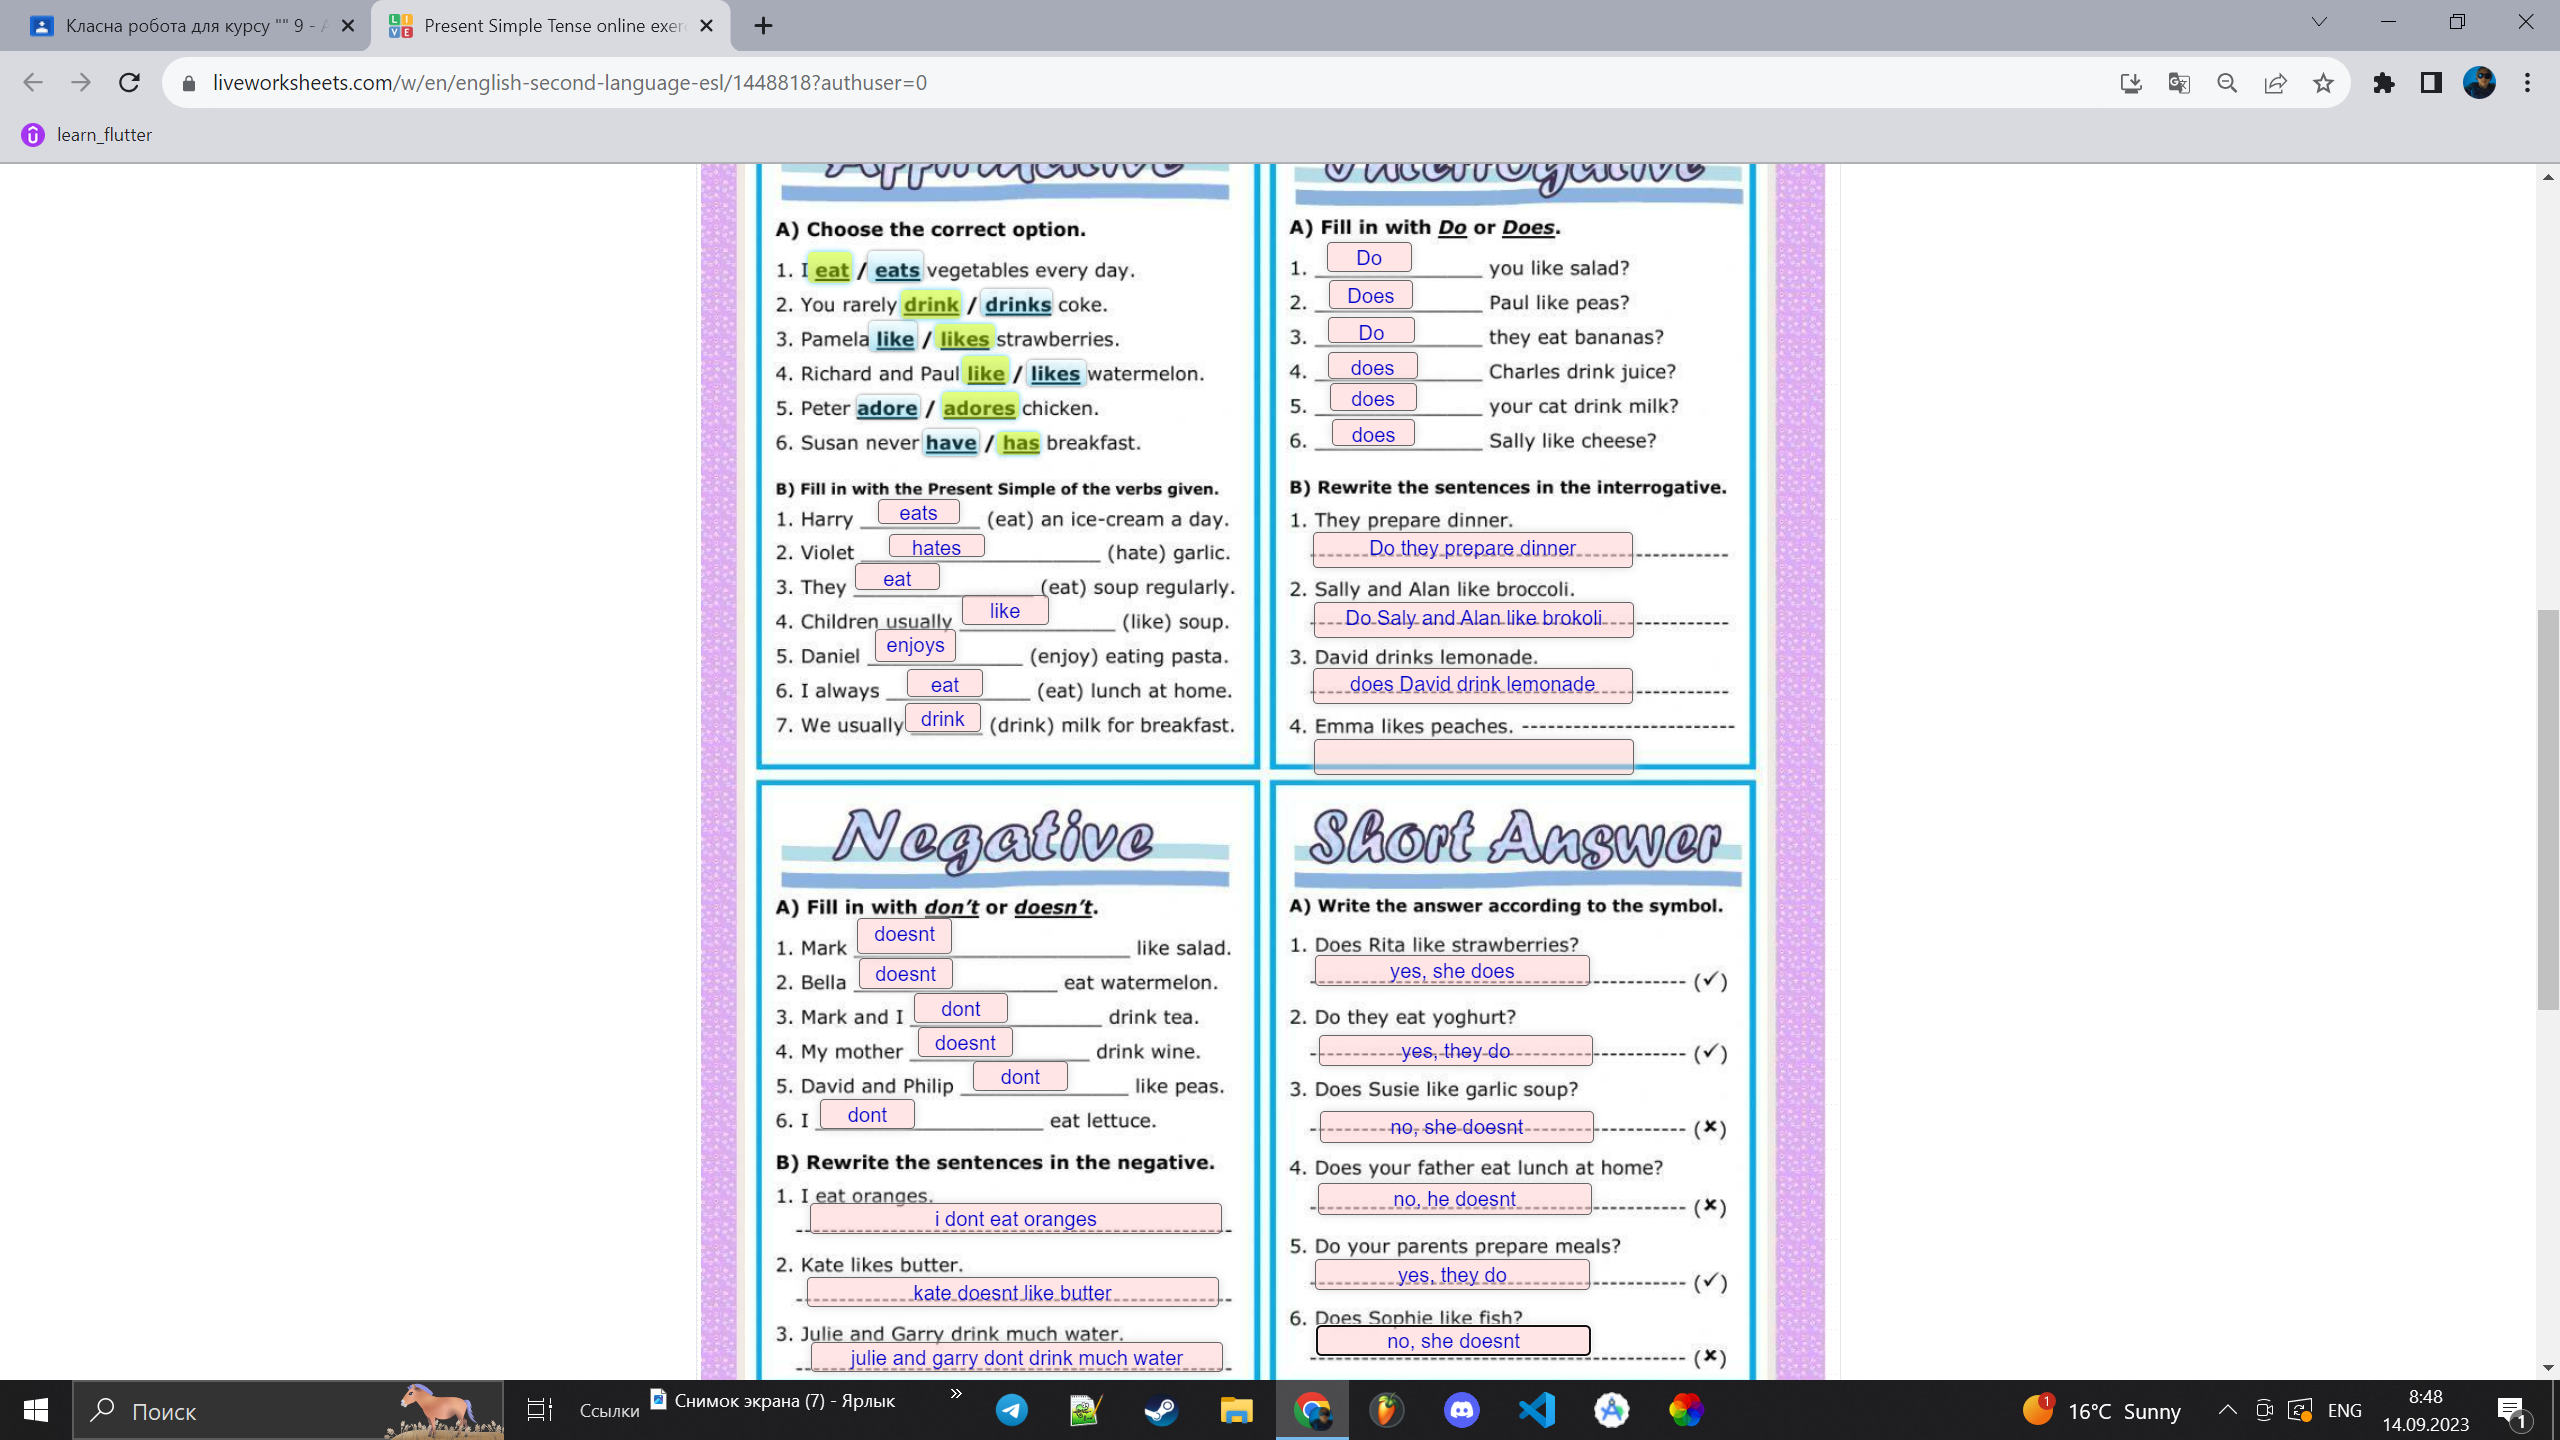 Класна робота для курсу "" 9 - А
Present Simple Tense online exer
liveworksheets.com/w/en/english-second-language-esl/1448818?authuser=0
learn_flutter
Affirmative
A) Choose the correct option.
1. I eat / eats vegetables every day.
2. You rarely drink / drinks coke.
3. Pamela like / likes strawberries.
4. Richard and Paul like / likes watermelon.
5. Peter adore / adores chicken.
6. Susan never have / has breakfast.
B) Fill in with the Present Simple of the verbs given.
1. Harry eats (eat) an ice-cream a day.
2. Violet hates (hate) garlic.
3. They eat (eat) soup regularly.
4. Children usually like (like) soup.
5. Daniel enjoys (enjoy) eating pasta.
6. I always eat (eat) lunch at home.
7. We usually drink (drink) milk for breakfast.
Interrogative
A) Fill in with Do or Does.
1. Do you like salad?
2. Does Paul like peas?
3. Do they eat bananas?
4. does Charles drink juice?
5. does your cat drink milk?
6. does Sally like cheese?
B) Rewrite the sentences in the interrogative.
1. They prepare dinner.
Do they prepare dinner
2. Sally and Alan like broccoli.
Do Saly and Alan like brokoli
3. David drinks lemonade.
does David drink lemonade
4. Emma likes peaches.
Negative
A) Fill in with don't or doesn't.
1. Mark doesnt like salad.
2. Bella doesnt eat watermelon.
3. Mark and I dont drink tea.
4. My mother doesnt drink wine.
5. David and Philip dont like peas.
6. I dont eat lettuce.
B) Rewrite the sentences in the negative.
1. I eat oranges.
i dont eat oranges
2. Kate likes butter.
kate doesnt like butter
3. Julie and Garry drink much water.
julie and garry dont drink much water
Short Answer
A) Write the answer according to the symbol.
1. Does Rita like strawberries?
yes, she does (✓)
2. Do they eat yoghurt?
yes, they do (✓)
3. Does Susie like garlic soup?
no, she doesnt (✗)
4. Does your father eat lunch at home?
no, he doesnt (✗)
5. Do your parents prepare meals?
yes, they do (✓)
6. Does Sophie like fish?
no, she doesnt (✗)
Поиск
Ссылки
Снимок экрана (7) - Ярлык
1
16°C Sunny
ENG
8:48
14.09.2023
1